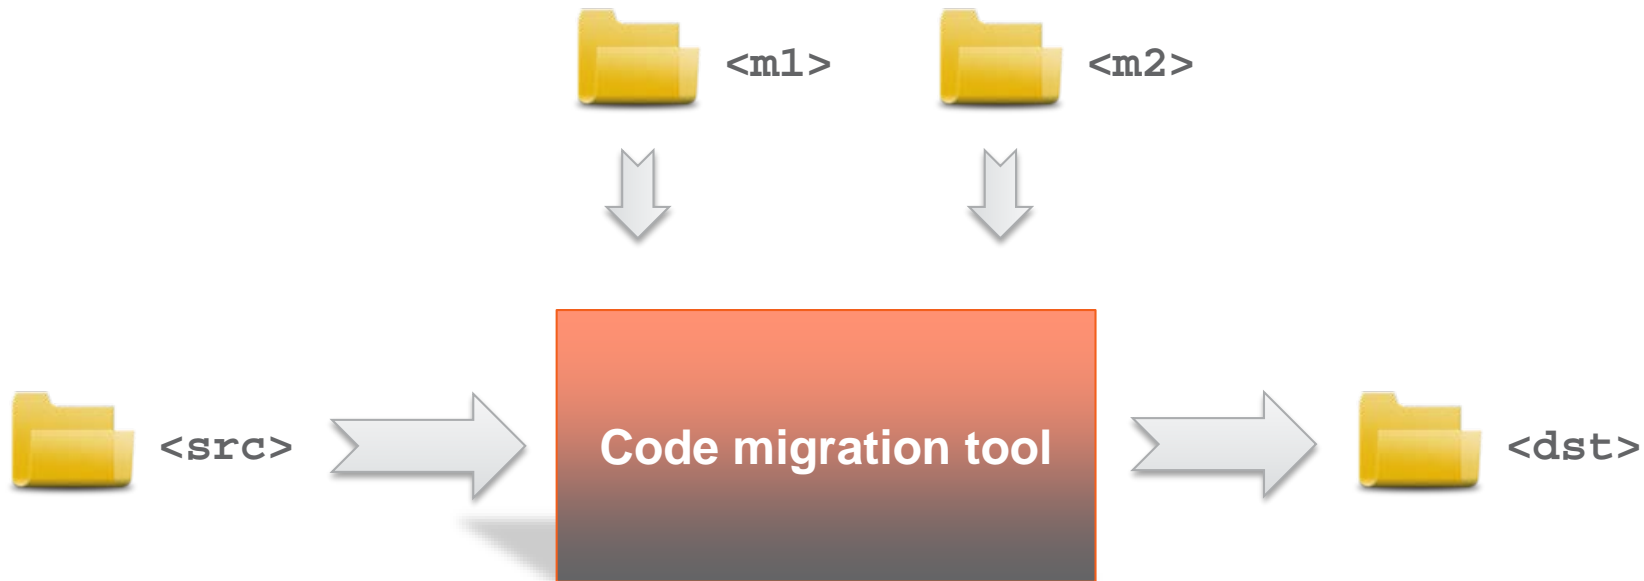 <m1>
<m2>
<src>
Code migration tool
<dst>